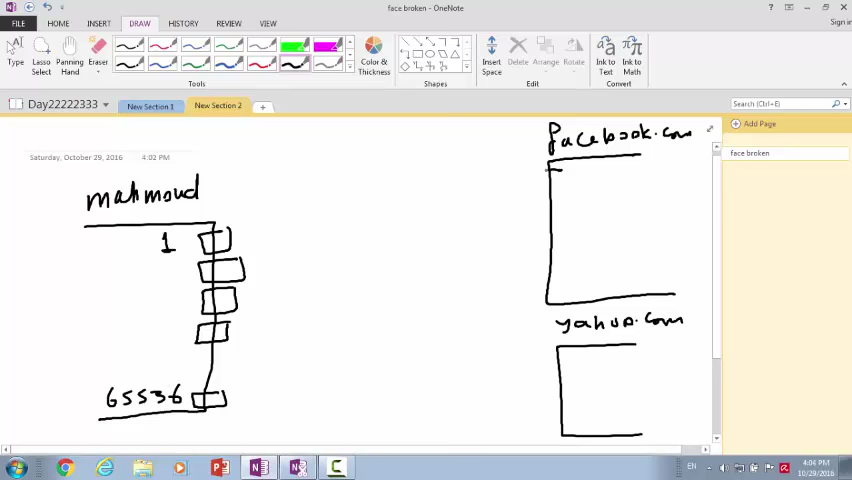 face broken - OneNote
FILE HOME INSERT DRAW HISTORY REVIEW VIEW
Sign in
Type
Lasso Select
Panning Hand
Eraser
Color & Thickness
Insert Space
Delete
Arrange
Rotate
Ink to Text
Ink to Math
Tools
Shapes
Edit
Convert
Day22222333
New Section 1
New Section 2
Search (Ctrl+E)
Add Page
face broken
Saturday, October 29, 2016 4:02 PM
facebook.com
mahmoud
1
yahoo.com
65536
EN
4:04 PM
10/29/2016